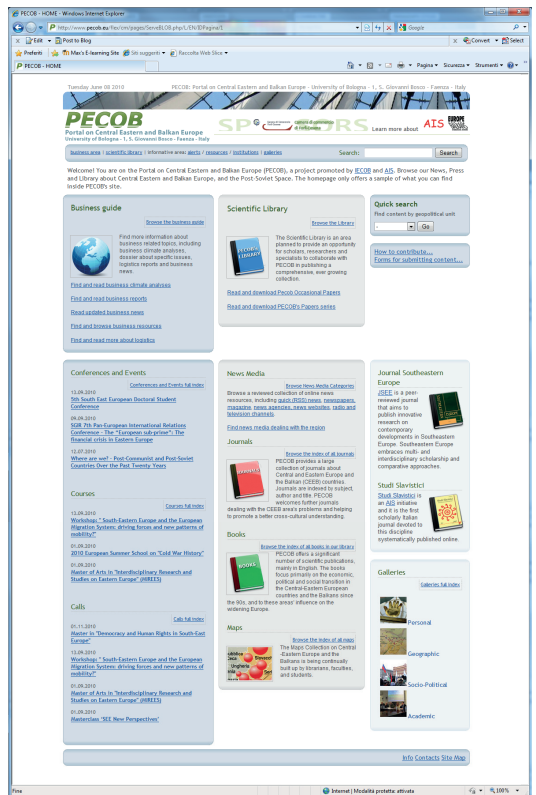 PECOB - HOME - Windows Internet Explorer
http://www.pecob.eu/flex/cm/pages/ServeBLOB.php/L/EN/IDPagina/1
Google
X Edit Post to Blog
X Convert Select
Preferiti Mac's E-learning Site Siti suggeriti Raccolta Web Slice
PECOB - HOME
Pagina Sicurezza Strumenti
Tuesday June 08 2010 PECOB: Portal on Central Eastern and Balkan Europe - University of Bologna - 1, S. Giovanni Bosco - Faenza - Italy
PECOB
Portal on Central Eastern and Balkan Europe
University of Bologna - 1, S. Giovanni Bosco - Faenza - Italy
Learn more about AIS
business area / scientific library / informative area: alerts / resources / institutions / galleries
Search: Search
Welcome! You are on the Portal on Central Eastern and Balkan Europe (PECOB), a project promoted by IECOB and AIS. Browse our News, Press
and Library about Central Eastern and Balkan Europe, and the Post-Soviet Space. The homepage only offers a sample of what you can find
inside PECOB's site.
Business guide
Browse the business guide
Find more information about
business related topics, including
business climate analyses,
dossier about specific issues,
logistics reports and business
news.
Find and read business climate analyses
Find and read business reports
Read updated business news
Find and browse business resources
Find and read more about logistics
Scientific Library
Browse the Library
PECOB's
LIBRARY
The Scientific Library is an area
planned to provide an opportunity
for scholars, researchers and
specialists to collaborate with
PECOB in publishing a
comprehensive, ever growing
collection.
Read and download Pecob Occasional Papers
Read and download PECOB's Papers series
Quick search
Find content by geopolitical unit
- Go
How to contribute...
Forms for submitting content...
Conferences and Events
Conferences and Events full index
13.09.2010
5th South East European Doctoral Student
Conference
09.09.2010
SGIR 7th Pan-European International Relations
Conference - The "European sub-prime": The
financial crisis in Eastern Europe
12.07.2010
Where are we? - Post-Communist and Post-Soviet
Countries Over the Past Twenty Years
Courses
Courses full index
13.09.2010
Workshop: " South-Eastern Europe and the European
Migration System: driving forces and new patterns of
mobility?"
01.09.2010
2010 European Summer School on "Cold War History"
01.09.2010
Master of Arts in "Interdisciplinary Research and
Studies on Eastern Europe" (MIREES)
Calls
Calls full index
01.11.2010
Master in "Democracy and Human Rights in South-East
Europe"
13.09.2010
Workshop: " South-Eastern Europe and the European
Migration System: driving forces and new patterns of
mobility?"
01.09.2010
Master of Arts in "Interdisciplinary Research and
Studies on Eastern Europe" (MIREES)
01.09.2010
Masterclass 'SEE New Perspectives'
News Media
Browse News Media Categories
Browse a reviewed collection of online news
resources, including quick (RSS) news, newspapers,
magazine, news agencies, news websites, radio and
television channels.
Find news media dealing with the region
Journals
Browse the index of all journals
PECOB provides a large
collection of journals about
Central and Eastern Europe and
the Balkan (CEEB) countries.
Journals are indexed by subject,
author and title. PECOB
welcomes further journals
dealing with the CEEB area's problems and helping
to promote a better cross-cultural understanding.
Books
Browse the index of all books in our library
BOOKS
PECOB offers a significant
number of scientific publications,
mainly in English. The books
focus primarily on the economic,
political and social transition in
the Central-Eastern European
countries and the Balkans since
the 90s, and to these areas' influence on the
widening Europe.
Maps
Browse the index of all maps
The Maps Collection on Central
-Eastern Europe and the
Balkans is being continually
built up by librarians, faculties,
and students.
Journal Southeastern
Europe
JSEE is a peer-
reviewed journal
that aims to
publish innovative
research on
contemporary
developments in Southeastern
Europe. Southeastern Europe
embraces multi- and
interdisciplinary scholarship and
comparative approaches.
Studi Slavistici
Studi Slavistici is
an AIS initiative
and it is the first
scholarly Italian
journal devoted to
this discipline
systematically published online.
Galleries
Galleries full index
Personal
Geographic
Socio-Political
Academic
Info Contacts Site Map
Fine Internet | Modalità protetta: attivata 100%